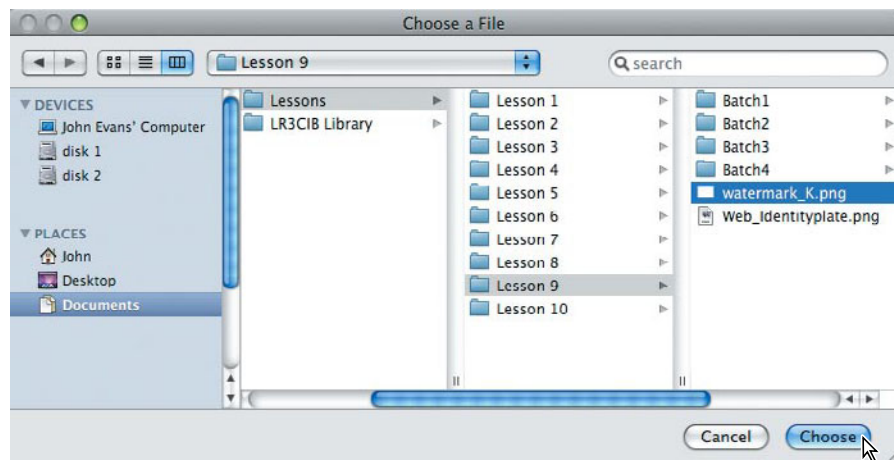 Choose a File
Lesson 9
search
DEVICES
John Evans' Computer
disk 1
disk 2
PLACES
John
Desktop
Documents
Lessons
LR3CIB Library
Lesson 1
Lesson 2
Lesson 3
Lesson 4
Lesson 5
Lesson 6
Lesson 7
Lesson 8
Lesson 9
Lesson 10
Batch1
Batch2
Batch3
Batch4
watermark_K.png
Web_Identityplate.png
Cancel
Choose